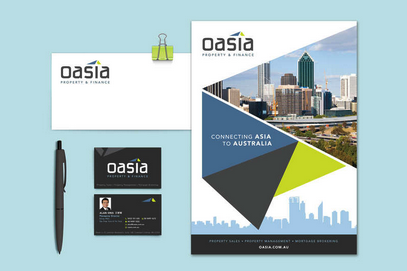 oasia
PROPERTY & FINANCE
oasia
PROPERTY & FINANCE
CONNECTING ASIA
TO AUSTRALIA
oasia
PROPERTY & FINANCE
PROPERTY SALES • PROPERTY MANAGEMENT • MORTGAGE BROKERING
OASIA.COM.AU